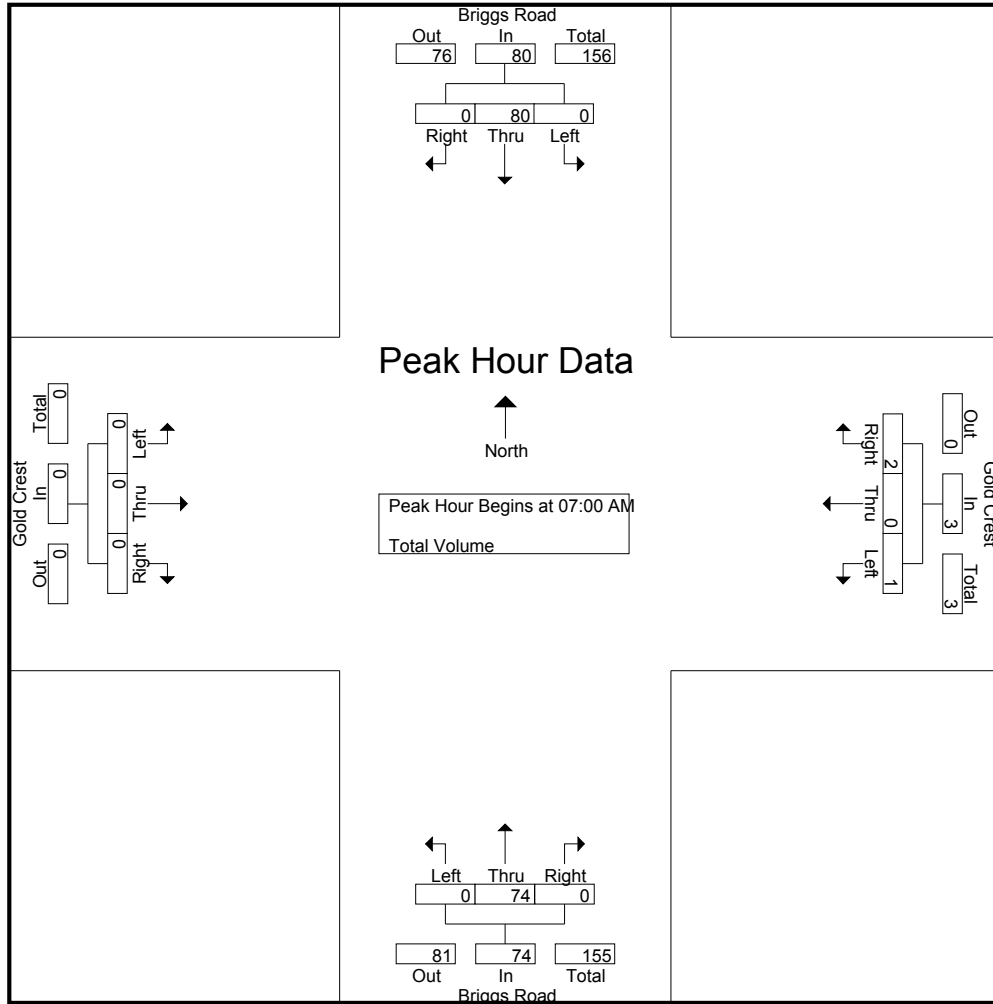 Briggs Road
Out In Total
76 80 156
0 80 0
Right Thru Left
Peak Hour Data
North
Peak Hour Begins at 07:00 AM
Total Volume
Gold Crest
Total In Out
0 0 0
0 0 0
Left Thru Right
Right Thru Left
2 0 1
Out In Total
0 3 3
Gold Crest
Left Thru Right
0 74 0
81 74 155
Out In Total
Briggs Road